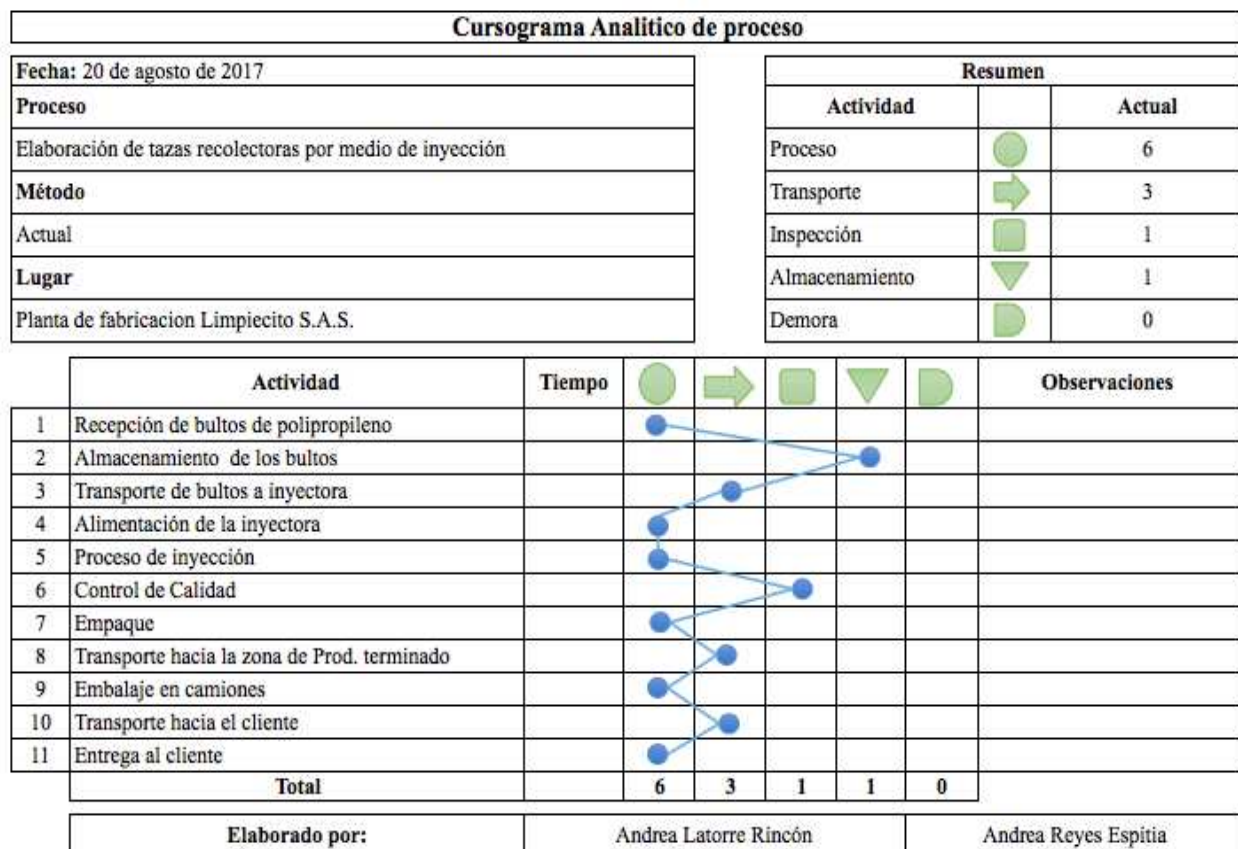 Cursograma Analitico de proceso
Fecha: 20 de agosto de 2017
Proceso
Elaboración de tazas recolectoras por medio de inyección
Método
Actual
Lugar
Planta de fabricacion Limpiecito S.A.S.
Resumen
Actividad Actual
Proceso 6
Transporte 3
Inspección 1
Almacenamiento 1
Demora 0
Actividad Tiempo Observaciones
1 Recepción de bultos de polipropileno
2 Almacenamiento de los bultos
3 Transporte de bultos a inyectora
4 Alimentación de la inyectora
5 Proceso de inyección
6 Control de Calidad
7 Empaque
8 Transporte hacia la zona de Prod. terminado
9 Embalaje en camiones
10 Transporte hacia el cliente
11 Entrega al cliente
Total 6 3 1 1 0
Elaborado por: Andrea Latorre Rincón Andrea Reyes Espitia